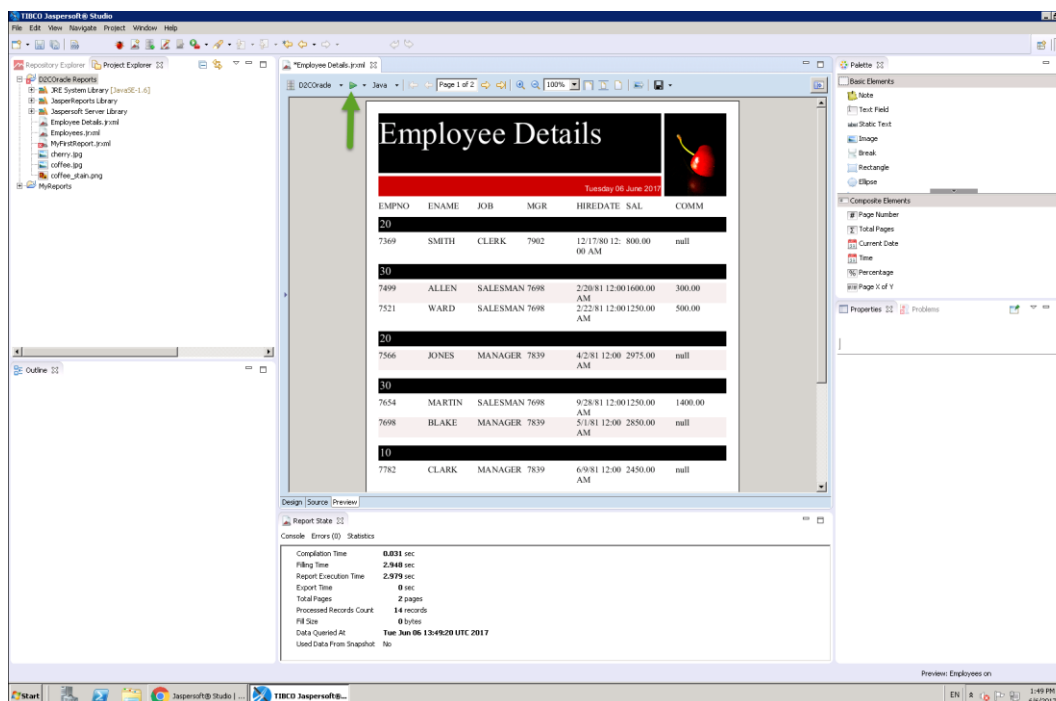 TIBCO Jaspersoft® Studio
File Edit View Navigate Project Window Help
Repository Explorer Project Explorer
D2COracle Reports
JRE System Library [JavaSE-1.6]
JasperReports Library
Jaspersoft Server Library
Employee Details.jrxml
Employees.jrxml
MyFirstReport.jrxml
cherry.jpg
coffee.jpg
coffee_stain.png
MyReports
Outline
*Employee Details.jrxml
D2COracle Java Page 1 of 2 100%
Employee Details
Tuesday 06 June 2017
EMPNO ENAME JOB MGR HIREDATE SAL COMM
20
7369 SMITH CLERK 7902 12/17/80 12: 800.00 null
00 AM
30
7499 ALLEN SALESMAN 7698 2/20/81 12:00 1600.00 300.00
AM
7521 WARD SALESMAN 7698 2/22/81 12:00 1250.00 500.00
AM
20
7566 JONES MANAGER 7839 4/2/81 12:00 2975.00 null
AM
30
7654 MARTIN SALESMAN 7698 9/28/81 12:00 1250.00 1400.00
AM
7698 BLAKE MANAGER 7839 5/1/81 12:00 2850.00 null
AM
10
7782 CLARK MANAGER 7839 6/9/81 12:00 2450.00 null
AM
Design Source Preview
Report State
Console Errors (0) Statistics
Compilation Time 0.031 sec
Filling Time 2.948 sec
Report Execution Time 2.979 sec
Export Time 0 sec
Total Pages 2 pages
Processed Records Count 14 records
Fill Size 0 bytes
Data Queried At Tue Jun 06 13:49:20 UTC 2017
Used Data From Snapshot No
Palette
Basic Elements
Note
Text Field
label Static Text
Image
Break
Rectangle
Ellipse
Composite Elements
# Page Number
Total Pages
Current Date
Time
% Percentage
Page X of Y
Properties Problems
Preview: Employees on
Start Jaspersoft® Studio | ... TIBCO Jaspersoft®... EN 1:49 PM
6/6/2017